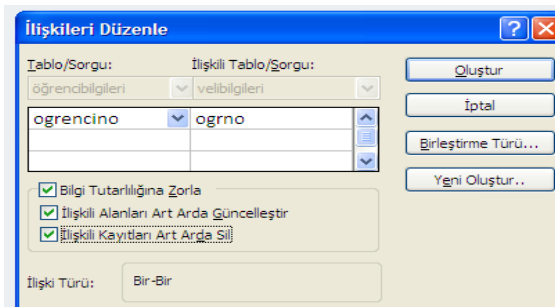 İlişkileri Düzenle
Tablo/Sorgu: İlişkili Tablo/Sorgu:
öğrencibilgileri velibilgileri
ogrencino ogrno
Bilgi Tutarlılığına Zorla
İlişkili Alanları Art Arda Güncelleştir
İlişkili Kayıtları Art Arda Sil
İlişki Türü: Bir-Bir
Oluştur
İptal
Birleştirme Türü...
Yeni Oluştur..